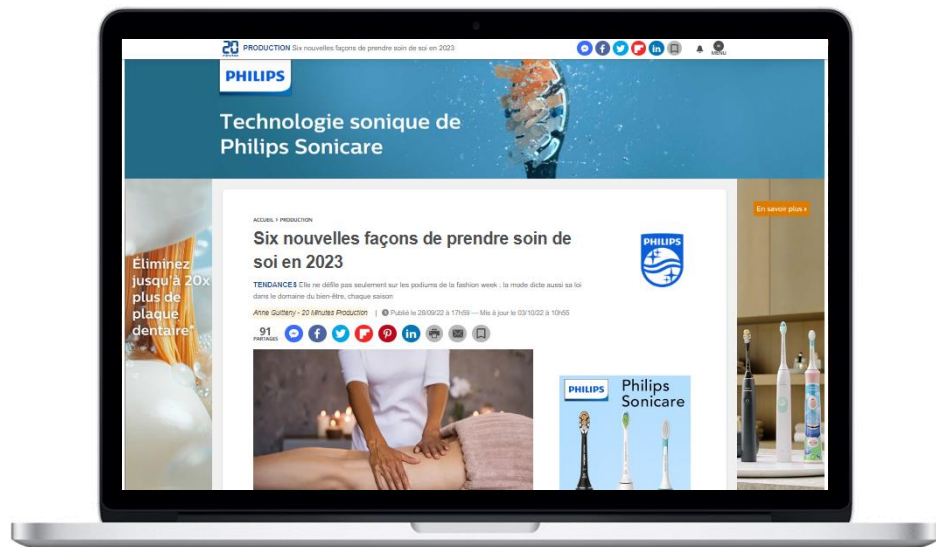 20
PRODUCTION Six nouvelles façons de prendre soin de soi en 2023
MENU
PHILIPS
Technologie sonique de
Philips Sonicare
Éliminez
jusqu'à 20x
plus de
plaque
dentaire*
En savoir plus
ACCUEIL > PRODUCTION
Six nouvelles façons de prendre soin de
soi en 2023
PHILIPS
TENDANCES Elle ne défile pas seulement sur les podiums de la fashion week : la mode dicte aussi sa loi
dans le domaine du bien-être, chaque saison
Anne Guitteny - 20 Minutes Production | Publié le 28/09/22 à 17h59 — Mis à jour le 03/10/22 à 10h55
91
PARTAGES
PHILIPS
Philips
Sonicare